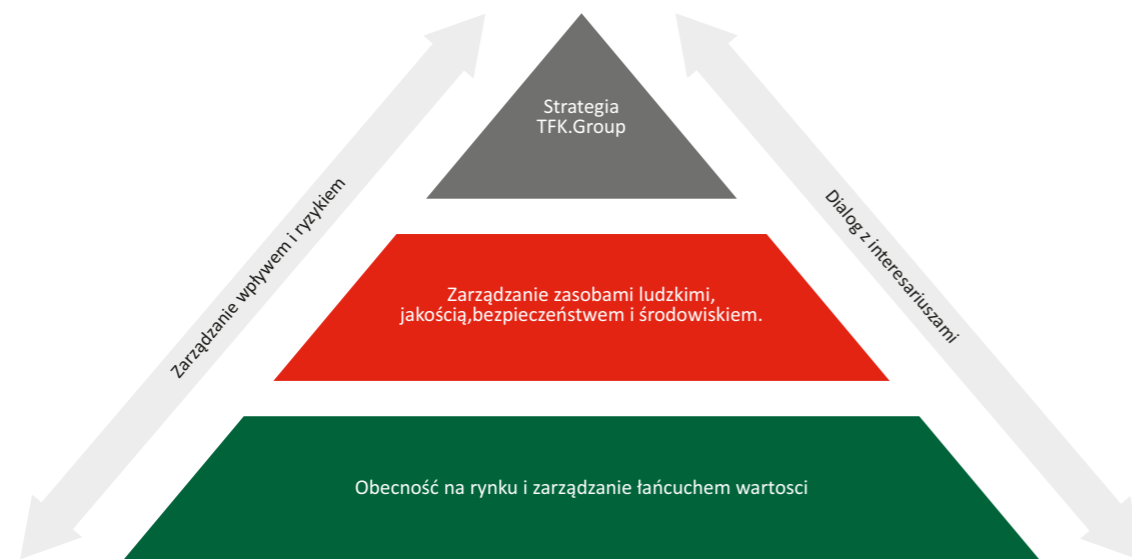 Strategia
TFK.Group
Zarządzanie wpływem i ryzykiem
Dialog z interesariuszami
Zarządzanie zasobami ludzkimi,
jakością,bezpieczeństwem i środowiskiem.
Obecność na rynku i zarządzanie łańcuchem wartosci